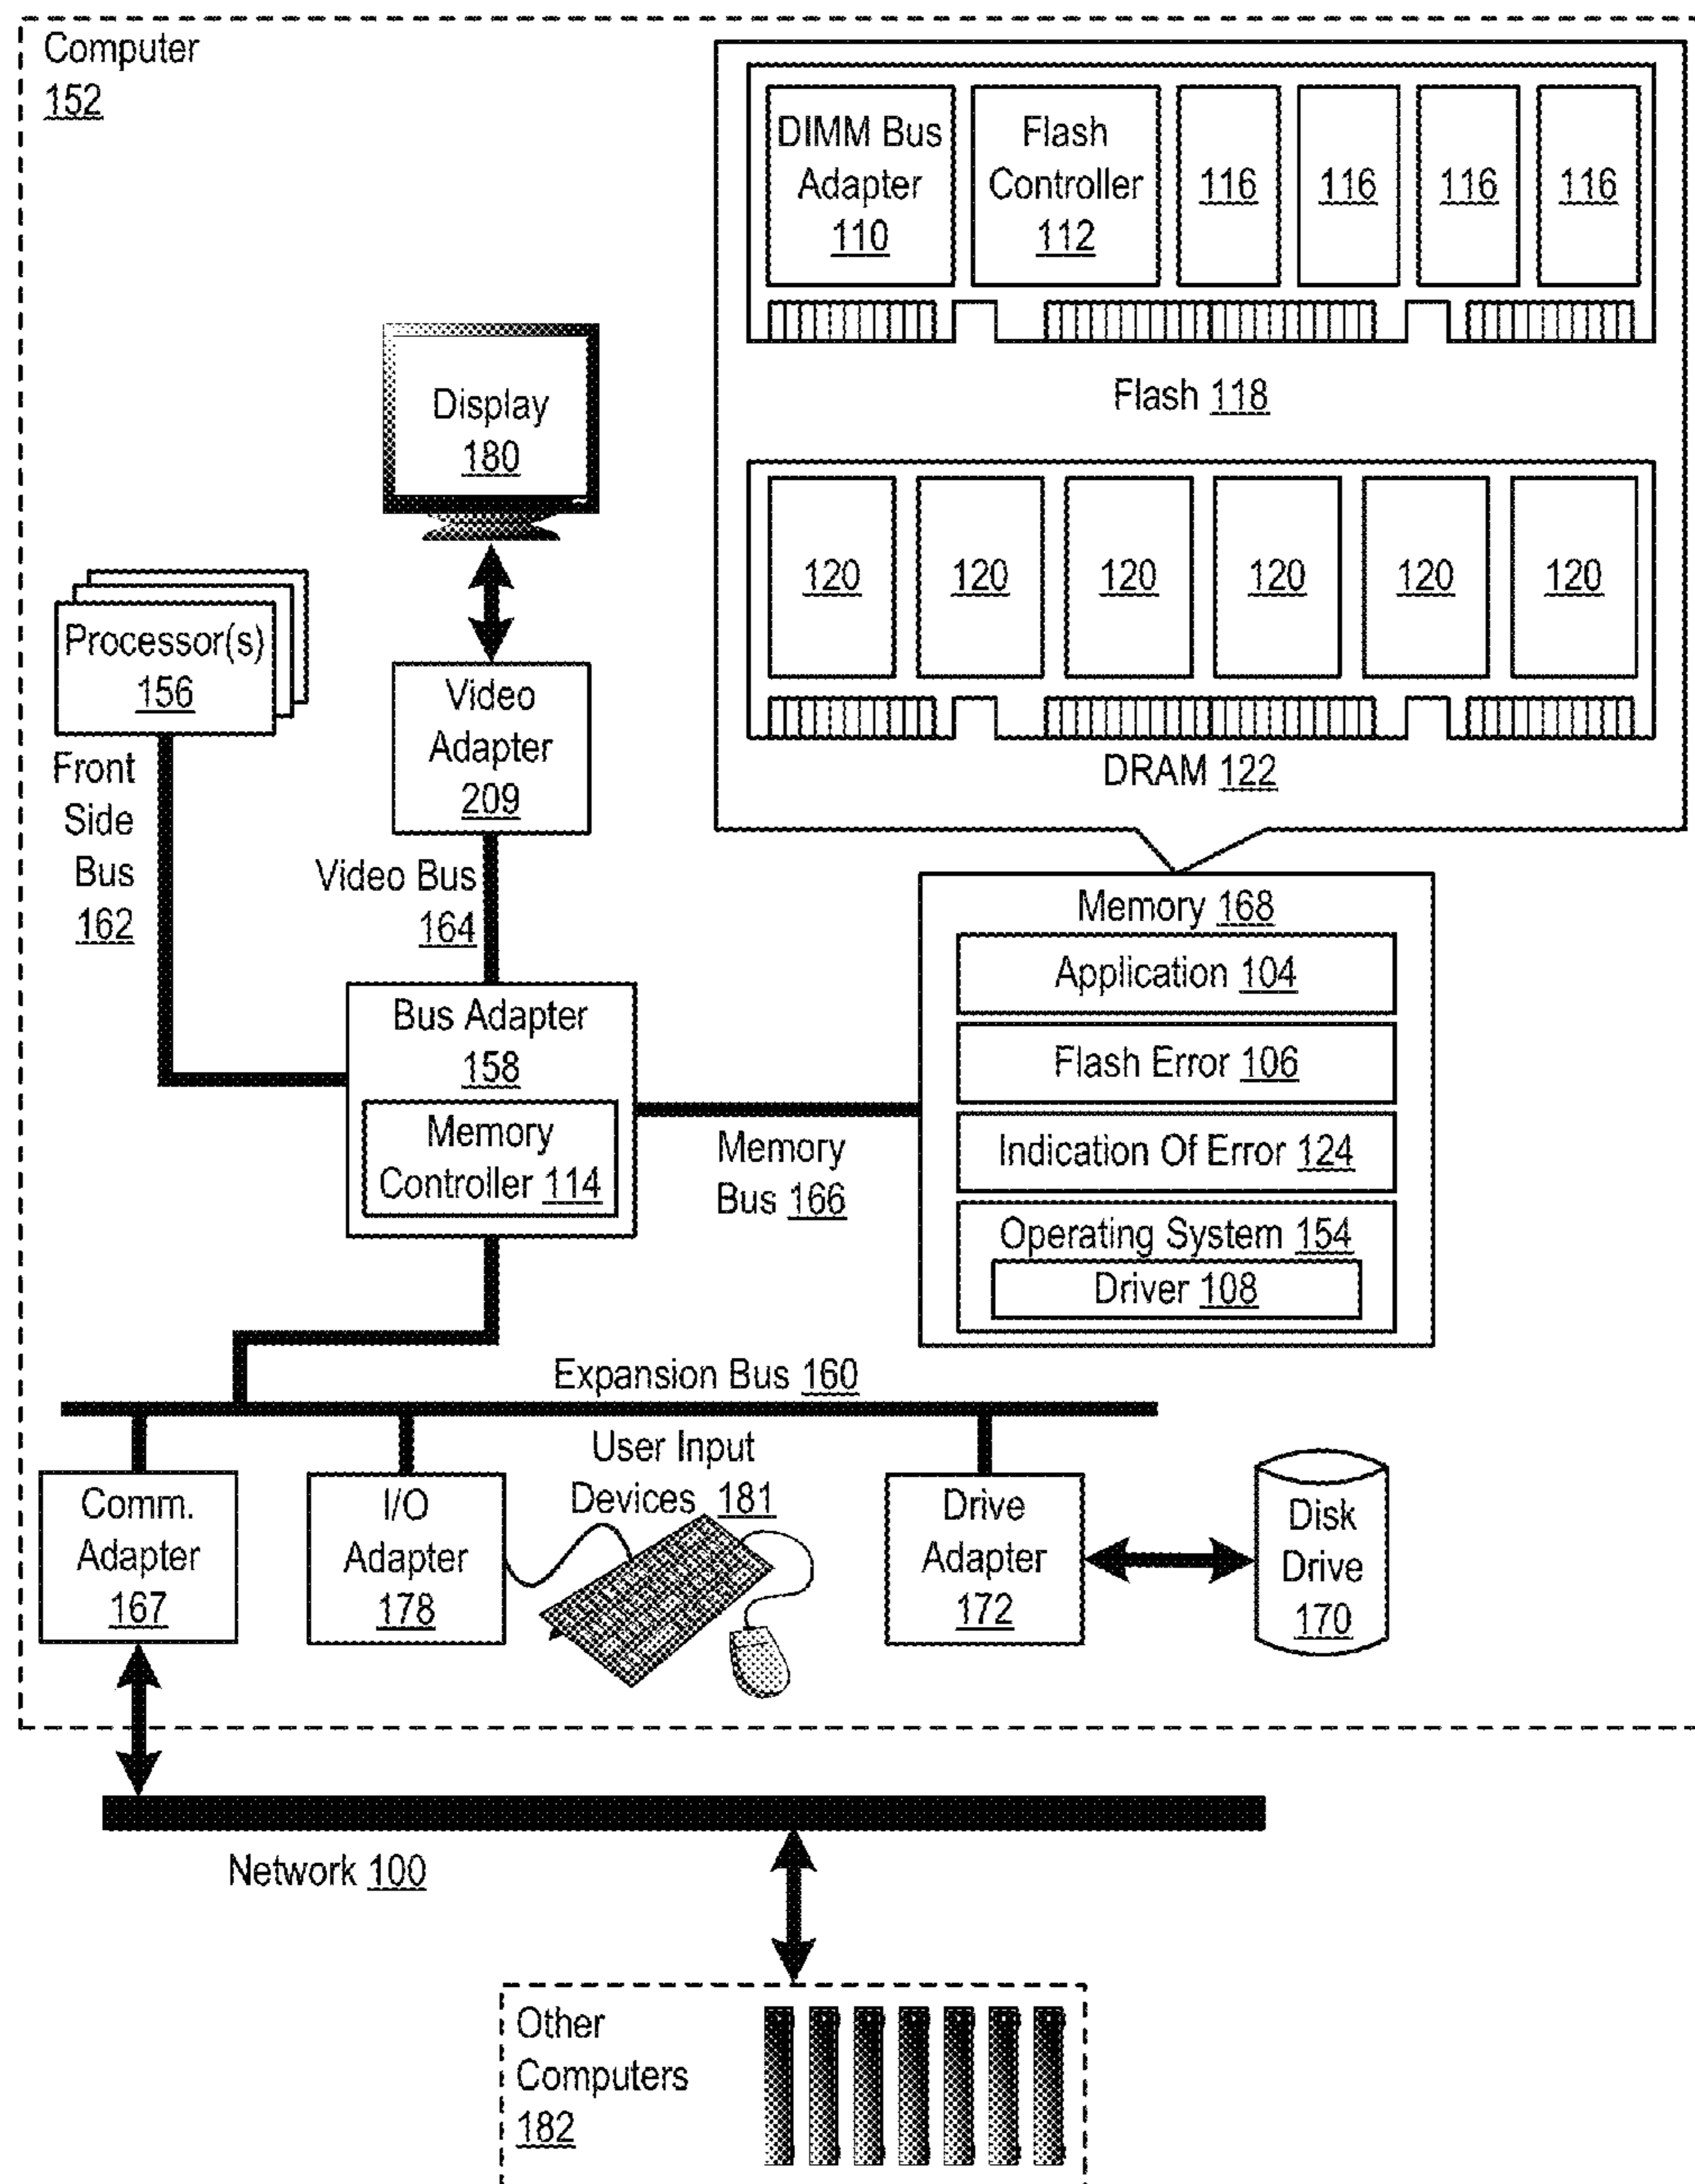 Computer
152
DIMM Bus
Adapter
110
Flash
Controller
112
116
116
116
116
Flash 118
120
120
120
120
120
120
DRAM 122
Display
180
Processor(s)
156
Video
Adapter
209
Front
Side
Bus
162
Video Bus
164
Memory 168
Application 104
Flash Error 106
Indication Of Error 124
Operating System 154
Driver 108
Bus Adapter
158
Memory
Controller 114
Memory
Bus 166
Expansion Bus 160
Comm.
Adapter
167
I/O
Adapter
178
User Input
Devices 181
Drive
Adapter
172
Disk
Drive
170
Network 100
Other
Computers
182